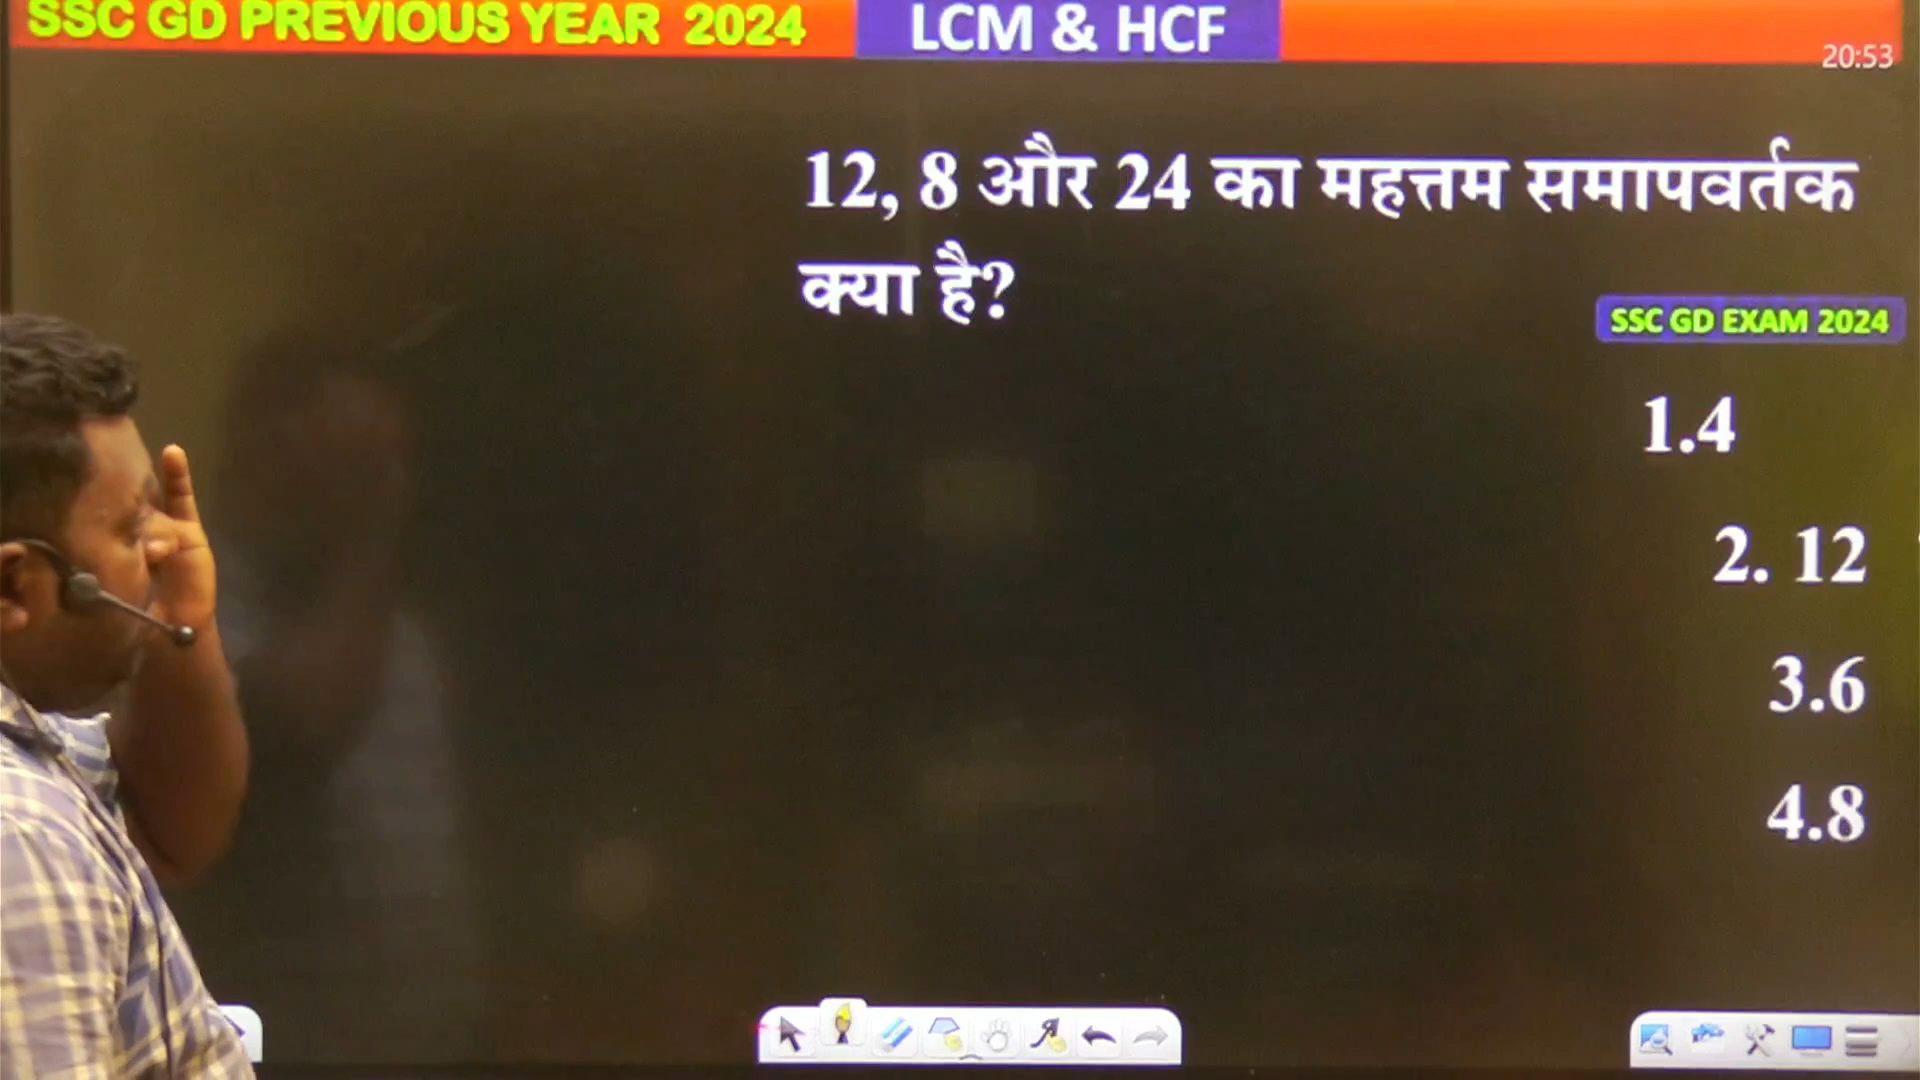 SSC GD PREVIOUS YEAR 2024
LCM & HCF
20:53
12, 8 और 24 का महत्तम समापवर्तक
क्या है?
SSC GD EXAM 2024
1.4
2. 12
3.6
4.8